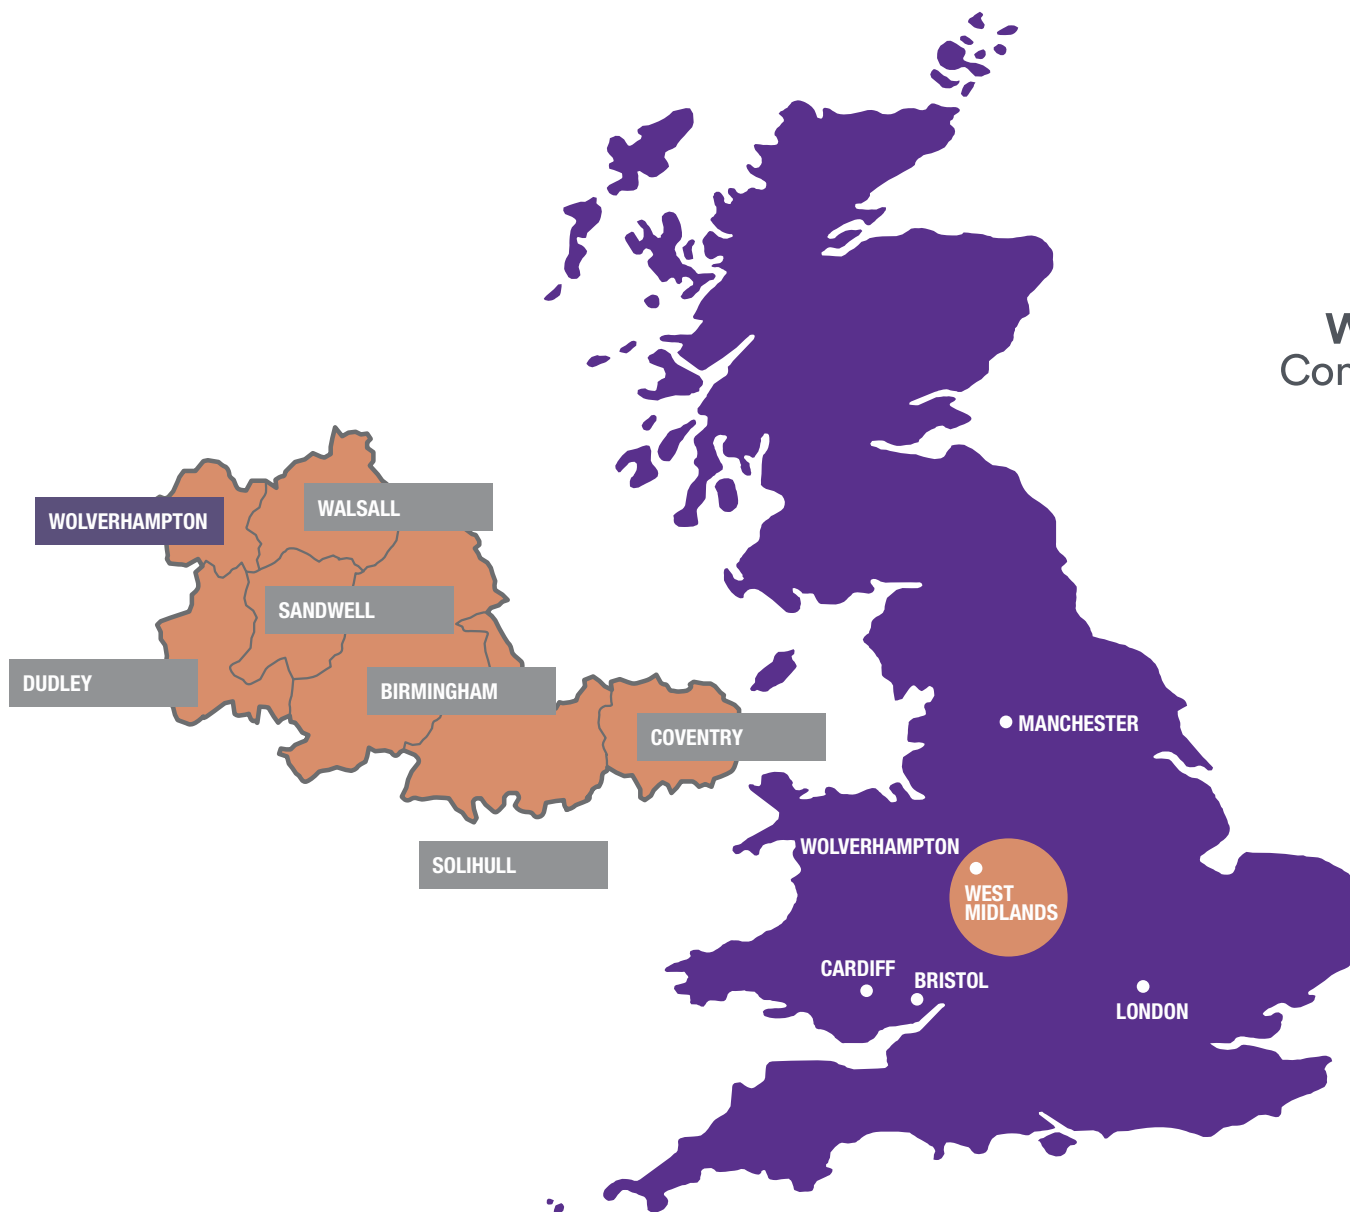 WOLVERHAMPTON
WALSALL
SANDWELL
DUDLEY
BIRMINGHAM
COVENTRY
SOLIHULL
MANCHESTER
WOLVERHAMPTON
WEST
MIDLANDS
CARDIFF
BRISTOL
LONDON